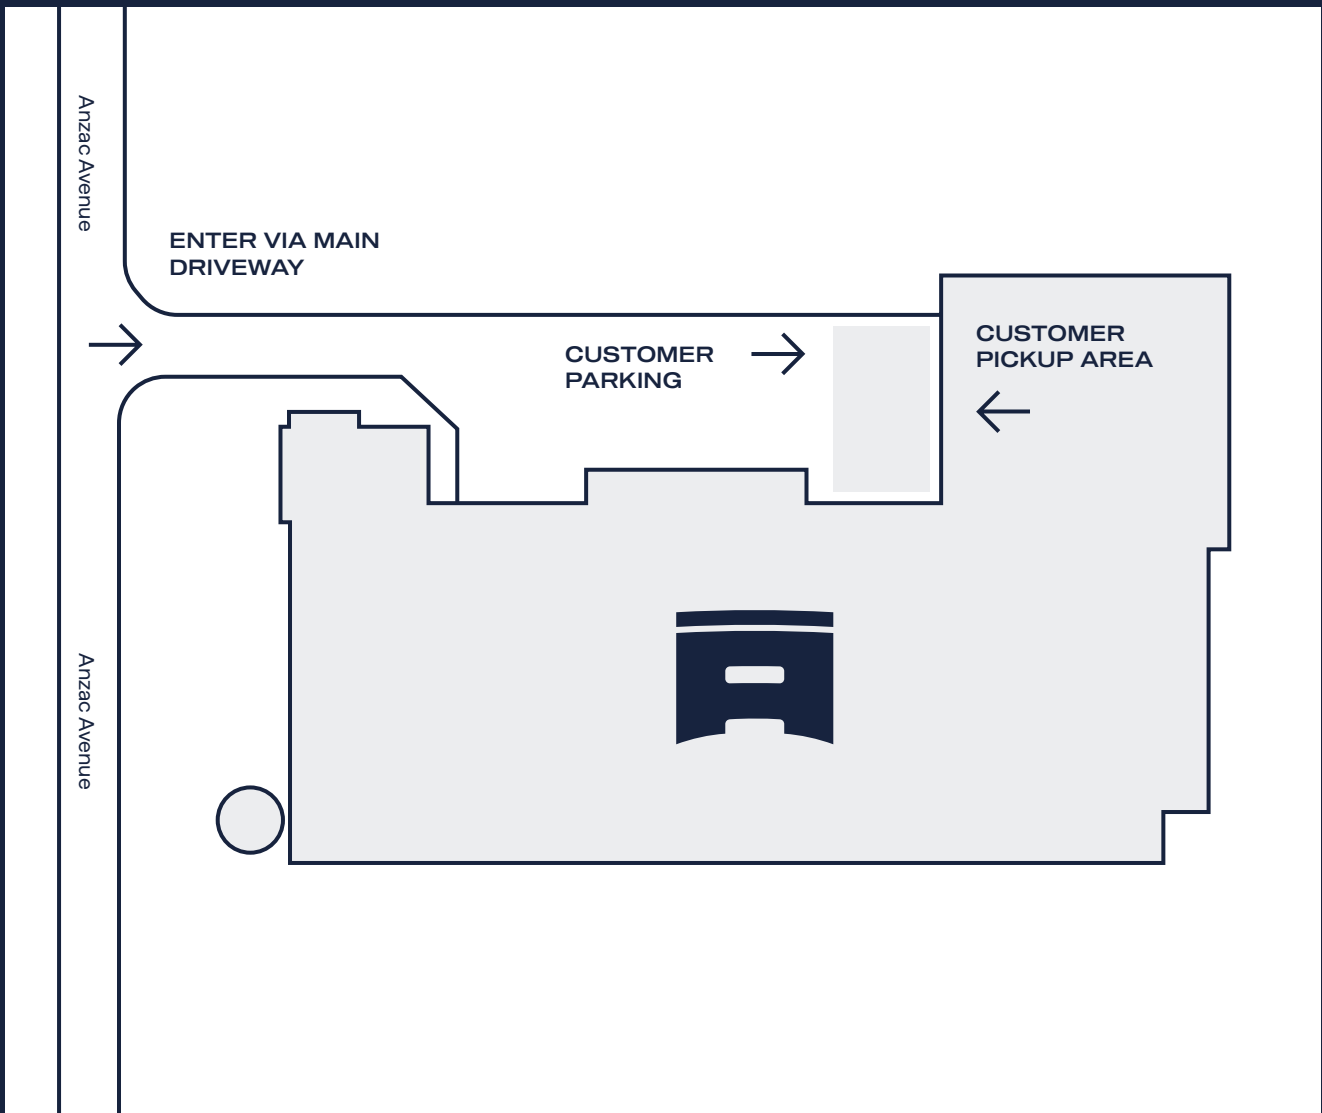 Anzac Avenue
ENTER VIA MAIN
DRIVEWAY
CUSTOMER
PARKING
CUSTOMER
PICKUP AREA
Anzac Avenue